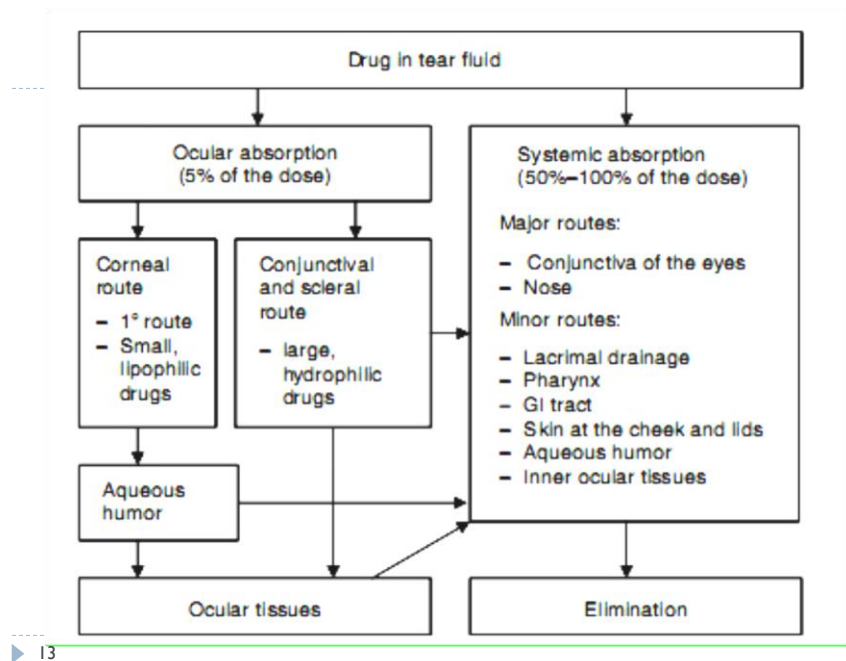 Drug in tear fluid
Ocular absorption
(5% of the dose)
Systemic absorption
(50%–100% of the dose)
Major routes:
– Conjunctiva of the eyes
– Nose
Minor routes:
– Lacrimal drainage
– Pharynx
– GI tract
– Skin at the cheek and lids
– Aqueous humor
– Inner ocular tissues
Corneal
route
– 1° route
– Small,
lipophilic
drugs
Conjunctival
and scleral
route
– large,
hydrophilic
drugs
Aqueous
humor
Ocular tissues
Elimination
13